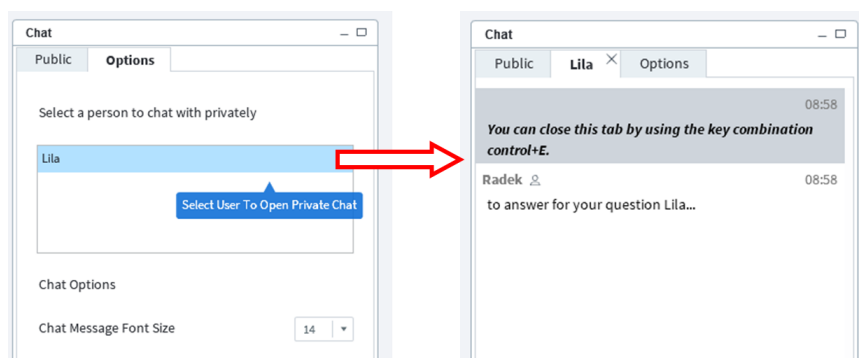 Chat
Public Options
Select a person to chat with privately
Lila
Select User To Open Private Chat
Chat Options
Chat Message Font Size 14
Chat
Public Lila Options
08:58
You can close this tab by using the key combination
control+E.
Radek 08:58
to answer for your question Lila...